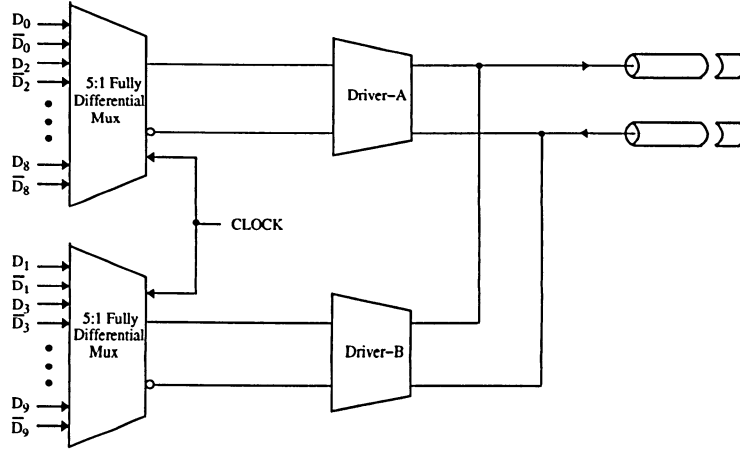 D0
D̅0
D2
D̅2
5:1 Fully
Differential
Mux
D8
D̅8
Driver-A
CLOCK
D1
D̅1
D3
D̅3
5:1 Fully
Differential
Mux
D9
D̅9
Driver-B